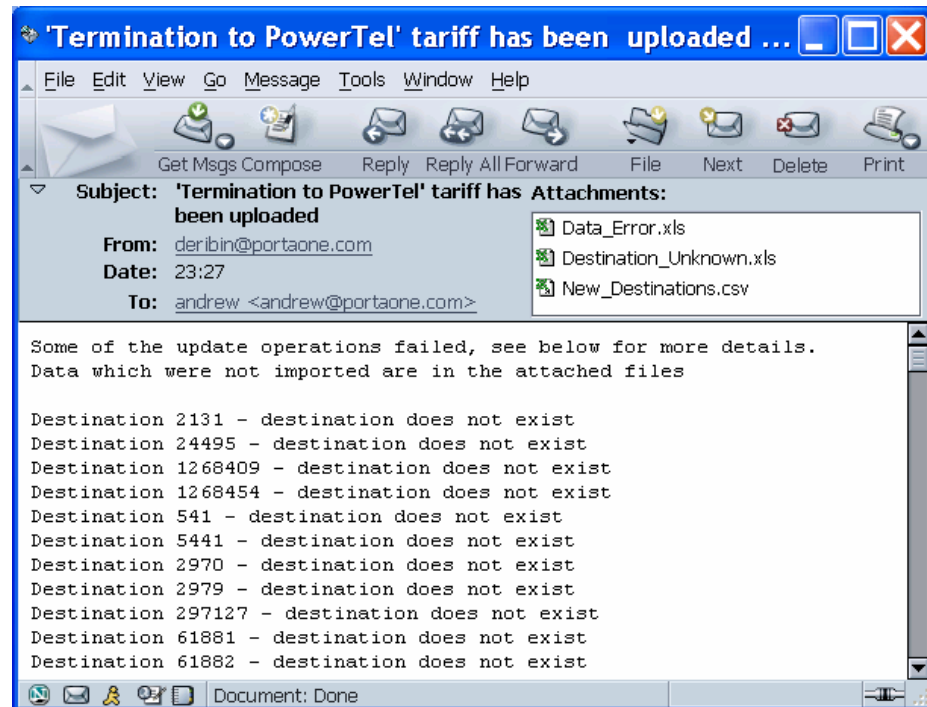 'Termination to PowerTel' tariff has been uploaded ...
File Edit View Go Message Tools Window Help
Get Msgs Compose Reply Reply All Forward File Next Delete Print
Subject: 'Termination to PowerTel' tariff has been uploaded
From: deribin@portaone.com
Date: 23:27
To: andrew <andrew@portaone.com>
Attachments:
Data_Error.xls
Destination_Unknown.xls
New_Destinations.csv
Some of the update operations failed, see below for more details.
Data which were not imported are in the attached files
Destination 2131 - destination does not exist
Destination 24495 - destination does not exist
Destination 1268409 - destination does not exist
Destination 1268454 - destination does not exist
Destination 541 - destination does not exist
Destination 5441 - destination does not exist
Destination 2970 - destination does not exist
Destination 2979 - destination does not exist
Destination 297127 - destination does not exist
Destination 61881 - destination does not exist
Destination 61882 - destination does not exist
Document: Done